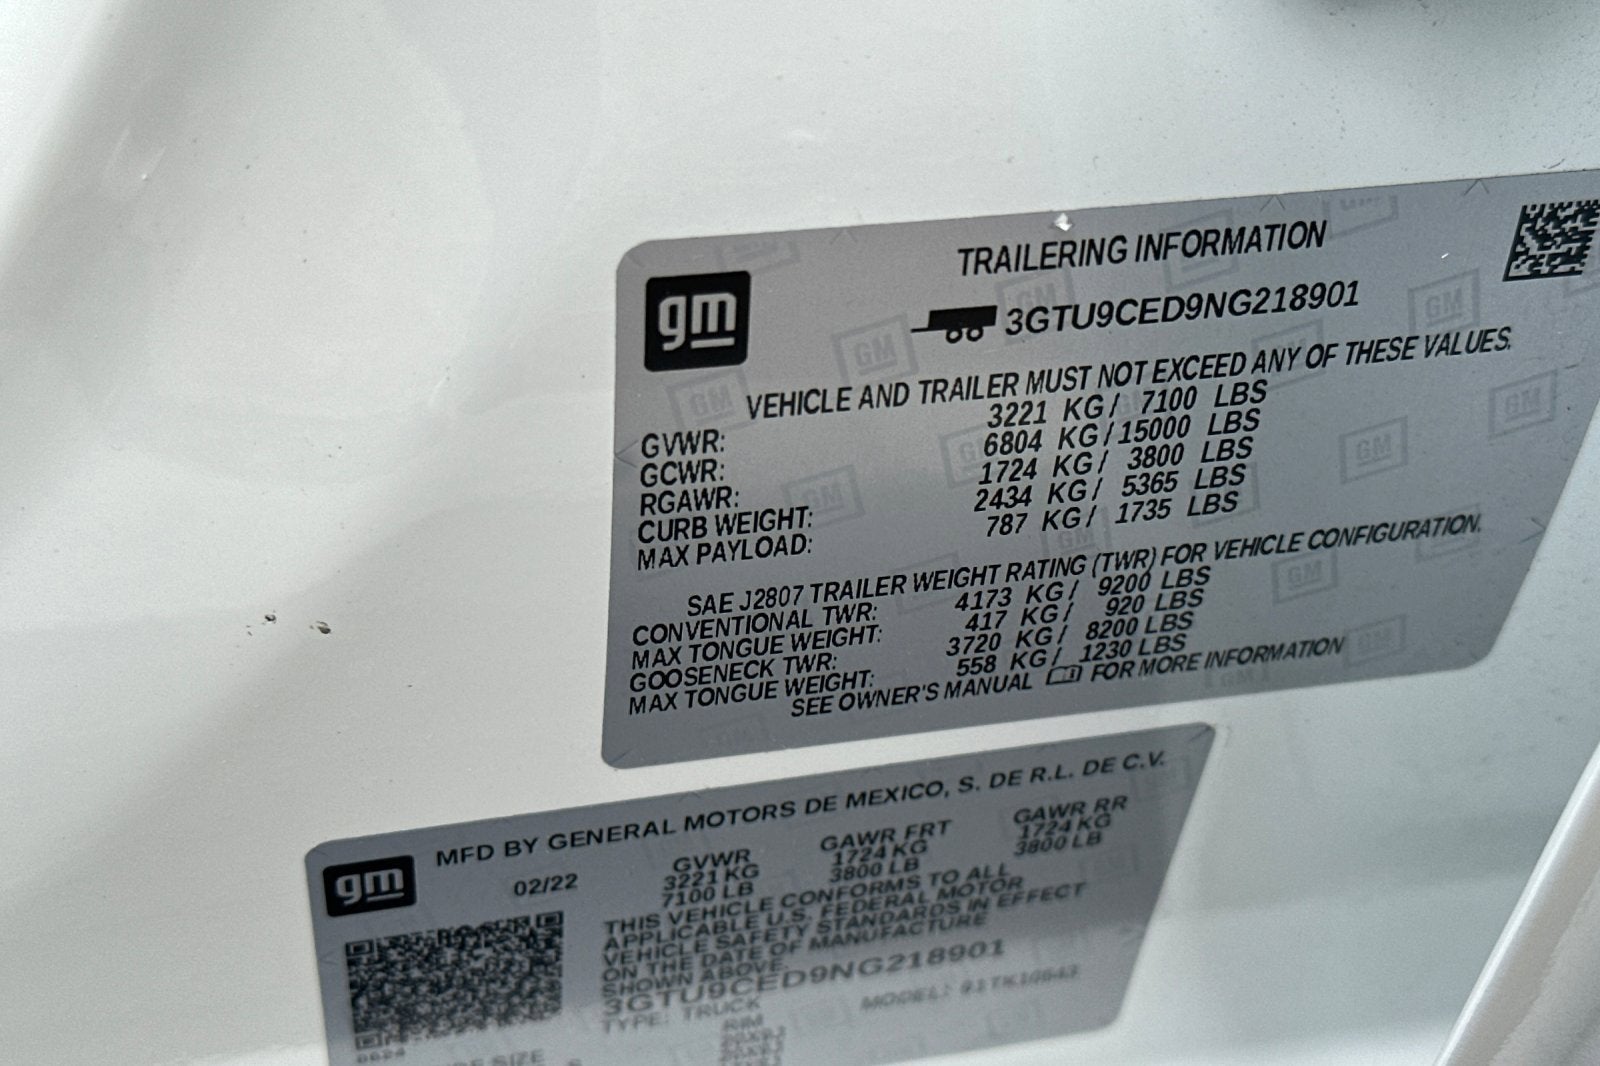 gm
TRAILERING INFORMATION
3GTU9CED9NG218901
VEHICLE AND TRAILER MUST NOT EXCEED ANY OF THESE VALUES.
GVWR: 3221 KG/ 7100 LBS
GCWR: 6804 KG/ 15000 LBS
RGAWR: 1724 KG/ 3800 LBS
CURB WEIGHT: 2434 KG/ 5365 LBS
MAX PAYLOAD: 787 KG/ 1735 LBS
SAE J2807 TRAILER WEIGHT RATING (TWR) FOR VEHICLE CONFIGURATION.
CONVENTIONAL TWR: 4173 KG/ 9200 LBS
MAX TONGUE WEIGHT: 417 KG/ 920 LBS
GOOSENECK TWR: 3720 KG/ 8200 LBS
MAX TONGUE WEIGHT: 558 KG/ 1230 LBS
SEE OWNER'S MANUAL FOR MORE INFORMATION
gm
MFD BY GENERAL MOTORS DE MEXICO, S. DE R.L. DE C.V.
02/22
GVWR GAWR FRT GAWR RR
3221 KG 1724 KG 1724 KG
7100 LB 3800 LB 3800 LB
THIS VEHICLE CONFORMS TO ALL
APPLICABLE U.S. FEDERAL MOTOR
VEHICLE SAFETY STANDARDS IN EFFECT
ON THE DATE OF MANUFACTURE
SHOWN ABOVE.
3GTU9CED9NG218901
TYPE: TRUCK MODEL:
RIM
SIZE